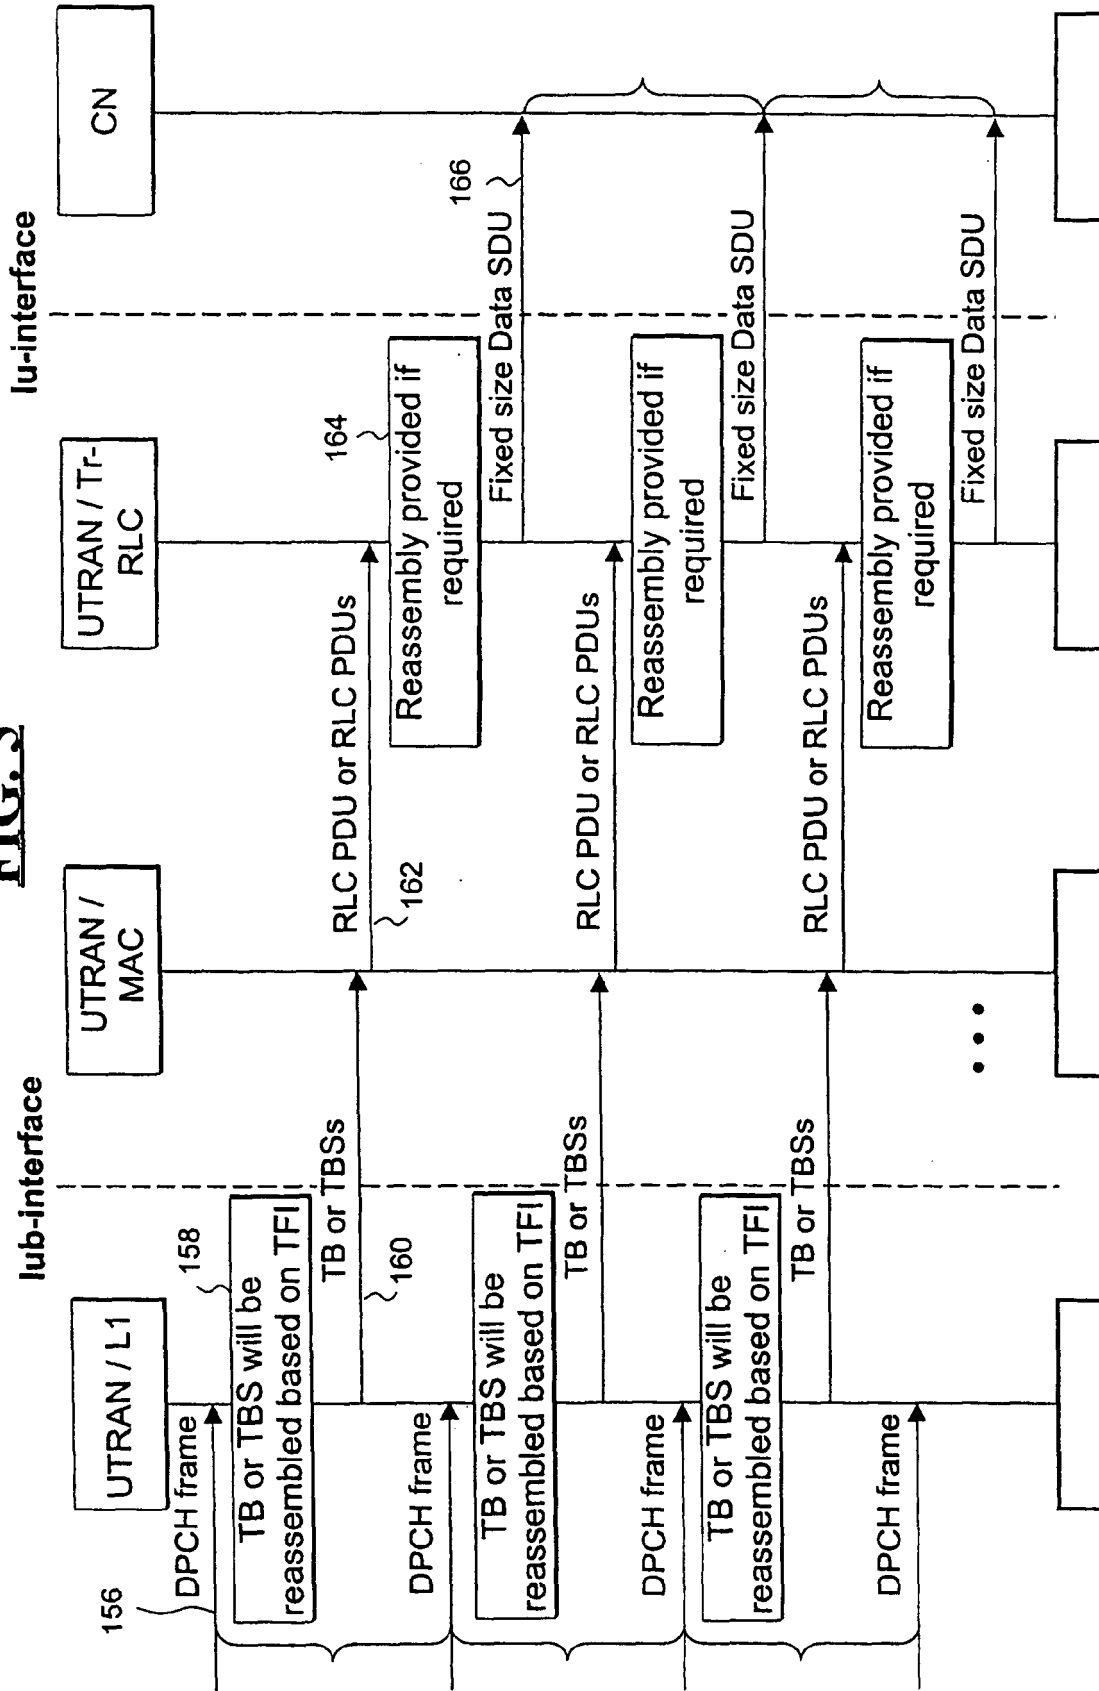 FIG. 5
Iub-interface
Iu-interface
UTRAN / L1
UTRAN /
MAC
UTRAN / Tr-
RLC
CN
156
DPCH frame
158
TB or TBS will be
reassembled based on TFI
TB or TBSs
160
RLC PDU or RLC PDUs
162
164
Reassembly provided if
required
Fixed size Data SDU
166
DPCH frame
TB or TBS will be
reassembled based on TFI
TB or TBSs
RLC PDU or RLC PDUs
Reassembly provided if
required
Fixed size Data SDU
DPCH frame
TB or TBS will be
reassembled based on TFI
TB or TBSs
RLC PDU or RLC PDUs
Reassembly provided if
required
Fixed size Data SDU
DPCH frame
...